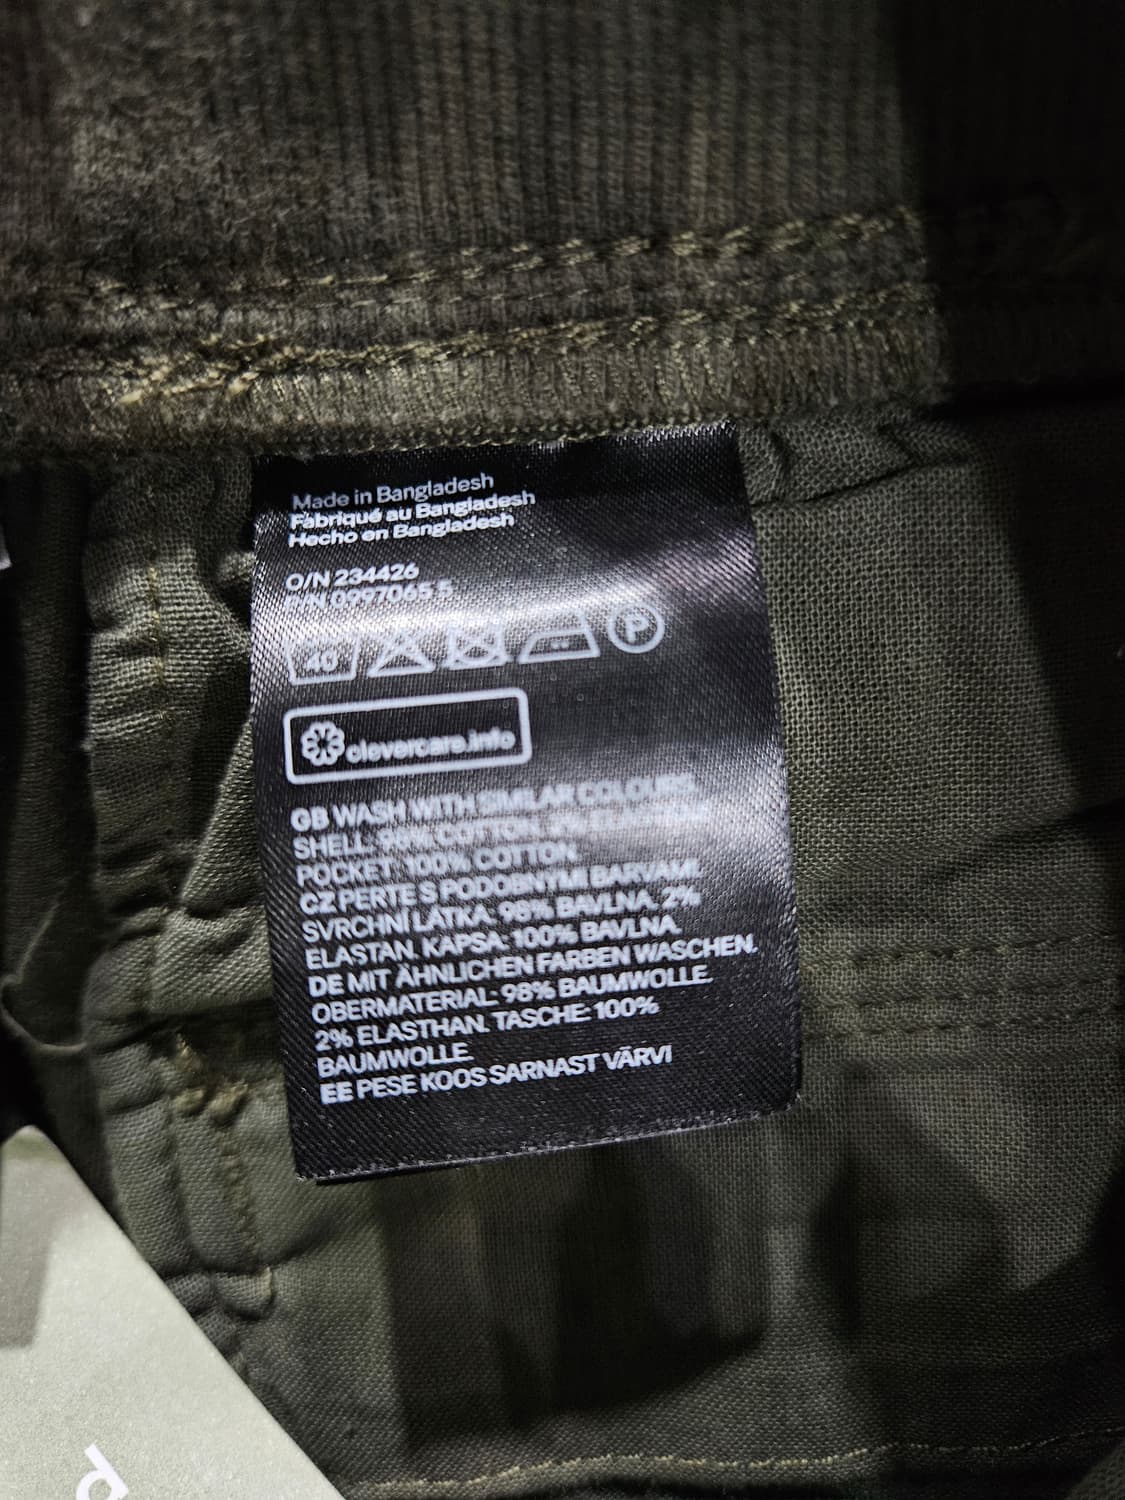 Made in Bangladesh
Fabriqué au Bangladesh
Hecho en Bangladesh
O/N 234426
P/N 0997065 5
40
P
clevercare.info
GB WASH WITH SIMILAR COLOURS.
SHELL: 98% COTTON, 2% ELASTANE.
POCKET: 100% COTTON.
CZ PERTE S PODOBNÝMI BARVAMI.
SVRCHNÍ LÁTKA: 98% BAVLNA, 2%
ELASTAN. KAPSA: 100% BAVLNA.
DE MIT ÄHNLICHEN FARBEN WASCHEN.
OBERMATERIAL: 98% BAUMWOLLE,
2% ELASTHAN. TASCHE: 100%
BAUMWOLLE.
EE PESE KOOS SARNAST VÄRVI